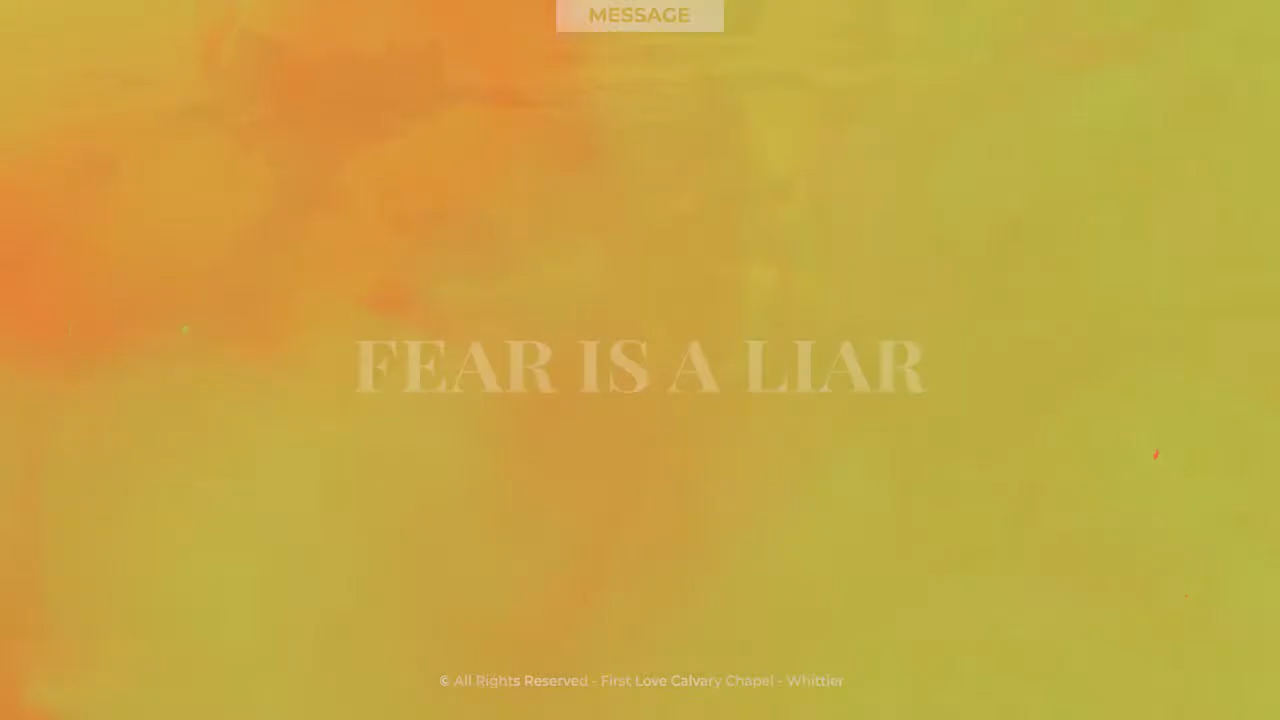 MESSAGE
FEAR IS A LIAR
© All Rights Reserved - First Love Calvary Chapel - Whittier